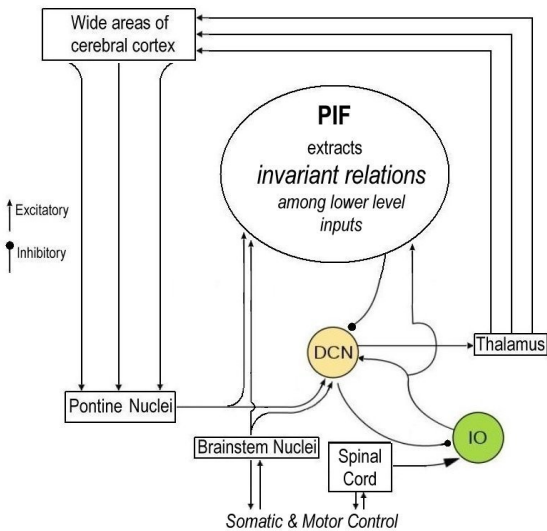 Wide areas of
cerebral cortex
PIF
extracts
invariant relations
among lower level
inputs
Excitatory
Inhibitory
DCN
Thalamus
Pontine Nuclei
IO
Brainstem Nuclei
Spinal
Cord
Somatic & Motor Control